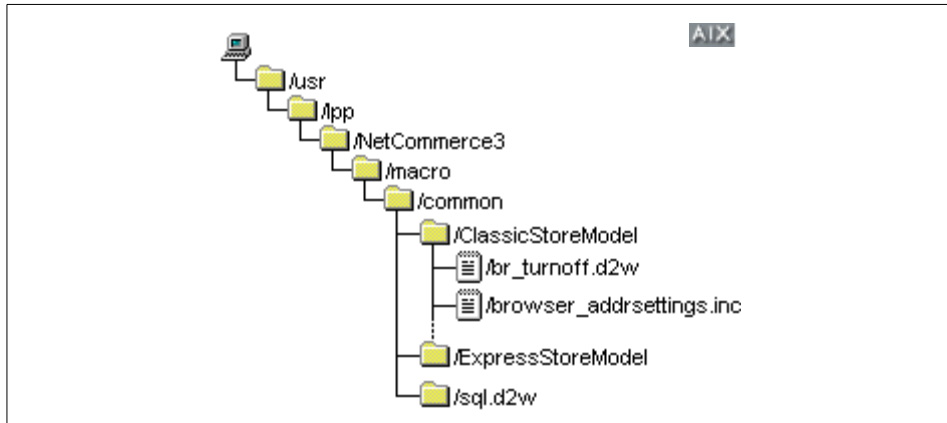 AIX
/usr
/lpp
/NetCommerce3
/macro
/common
/ClassicStoreModel
/br_turnoff.d2w
/browser_addrsettings.inc
/ExpressStoreModel
/sql.d2w